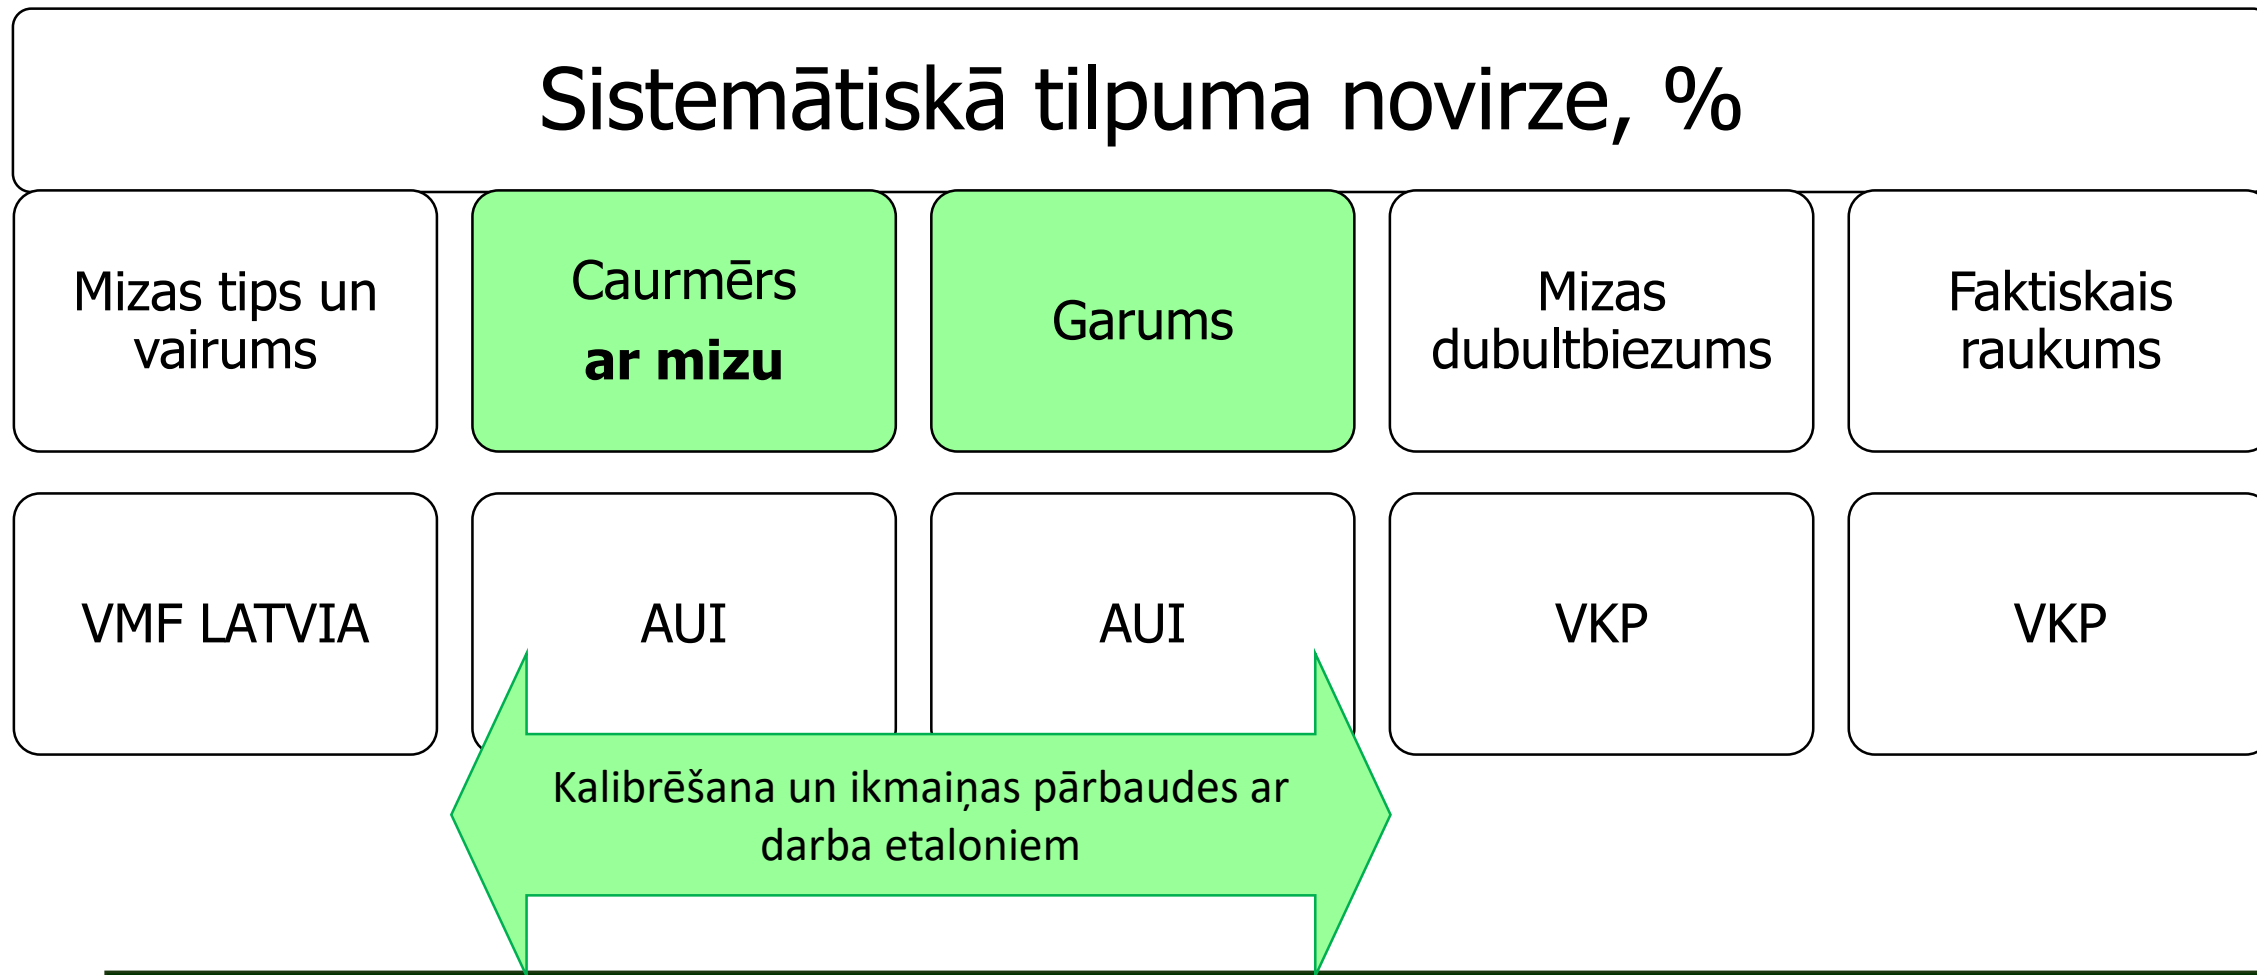 Sistemātiskā tilpuma novirze, %
Mizas tips un
vairums
Caurmērs
ar mizu
Garums
Mizas
dubultbiezums
Faktiskais
raukums
VMF LATVIA
AUI
AUI
VKP
VKP
Kalibrēšana un ikmaiņas pārbaudes ar
darba etaloniem